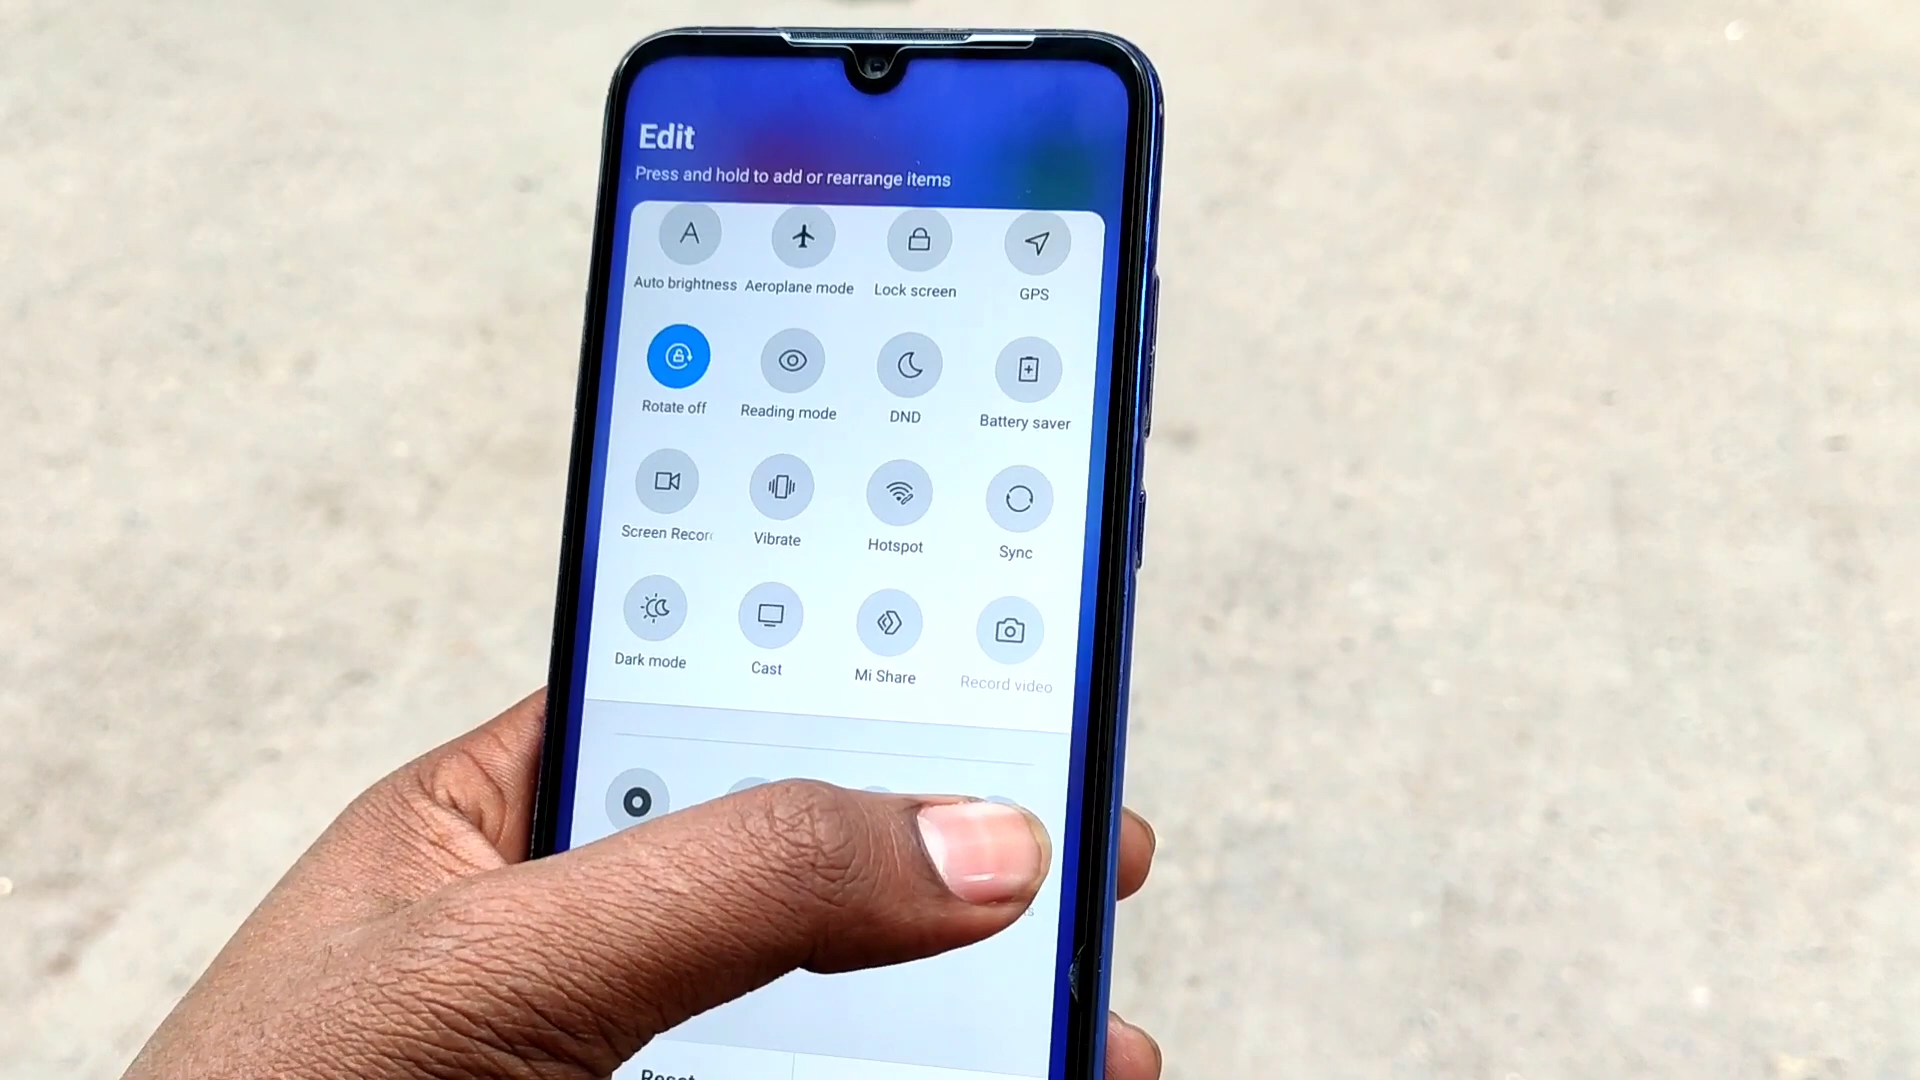 Edit
Press and hold to add or rearrange items
Auto brightness Aeroplane mode Lock screen GPS
Rotate off Reading mode DND Battery saver
Screen Recor Vibrate Hotspot Sync
Dark mode Cast Mi Share Record video
Reset